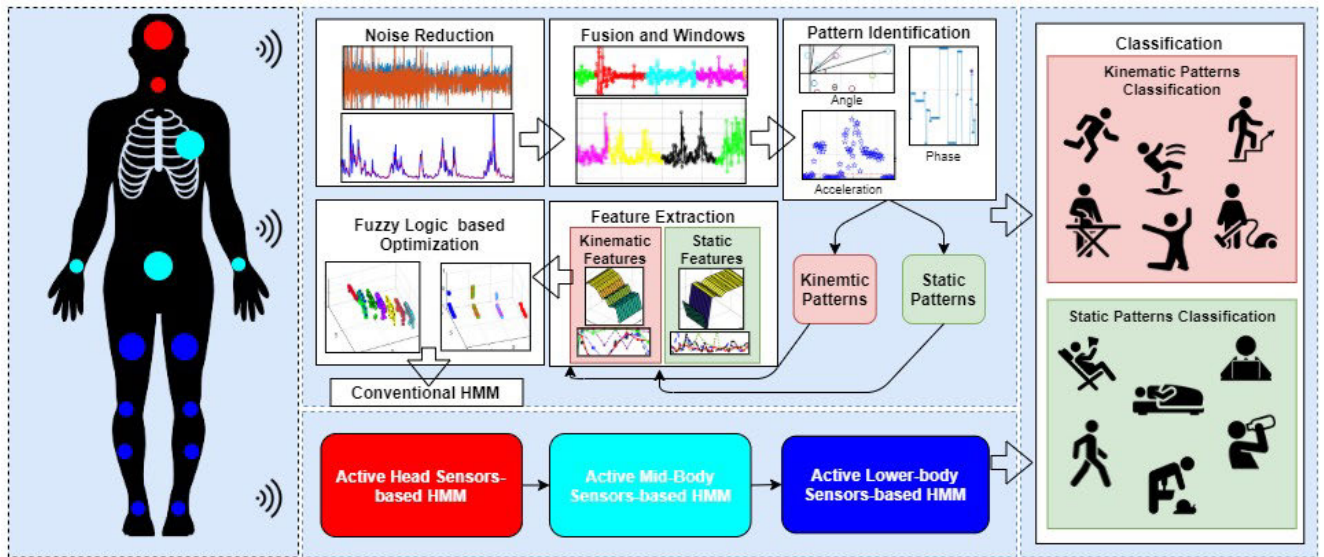 Noise Reduction
Fusion and Windows
Pattern Identification
θ
Angle
Phase
Acceleration
Fuzzy Logic based
Optimization
Feature Extraction
Kinematic
Features
Static
Features
Kinemtic
Patterns
Static
Patterns
Conventional HMM
Active Head Sensors-
based HMM
Active Mid-Body
Sensors-based HMM
Active Lower-body
Sensors-based HMM
Classification
Kinematic Patterns
Classification
Static Patterns Classification